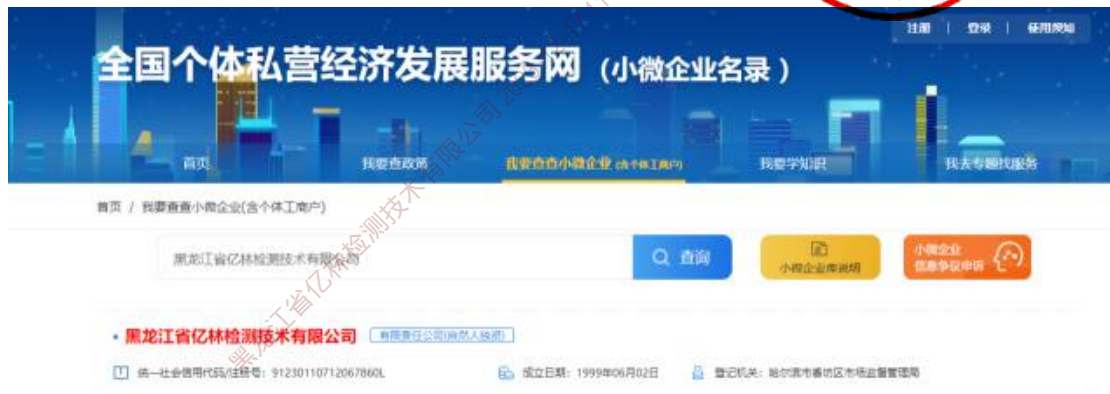 注册 | 登录 | 使用须知
全国个体私营经济发展服务网 (小微企业名录)
首页 我要查政策 我要查查小微企业 (含个体工商户) 我要学知识 我去专题找服务
首页 / 我要查查小微企业(含个体工商户)
黑龙江省亿林检测技术有限公司 查询 小微企业库说明 小微企业
信息争议申诉
• 黑龙江省亿林检测技术有限公司 有限责任公司(自然人独资)
统一社会信用代码/注册号: 91230110712067860L 成立日期: 1999年06月02日 登记机关: 哈尔滨市香坊区市场监督管理局
黑龙江省亿林检测技术有限公司